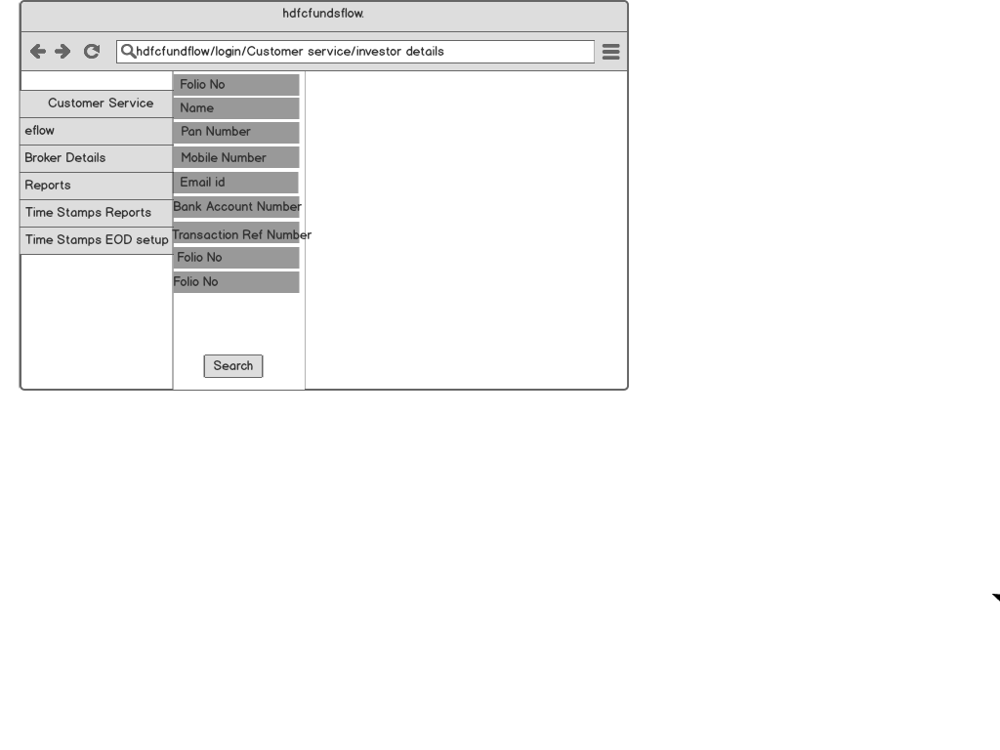 hdfcfundsflow.
hdfcfundflow/login/Customer service/investor details
Customer Service
eflow
Broker Details
Reports
Time Stamps Reports
Time Stamps EOD setup
Folio No
Name
Pan Number
Mobile Number
Email id
Bank Account Number
Transaction Ref Number
Folio No
Folio No
Search